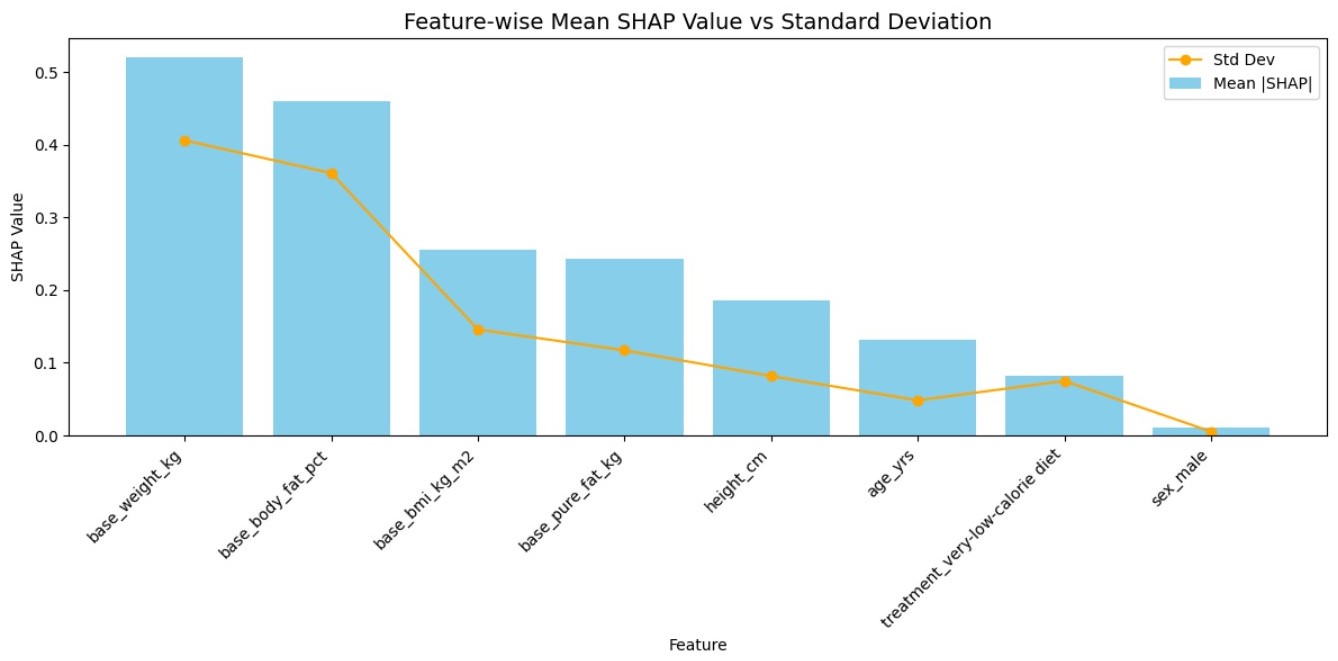 Feature-wise Mean SHAP Value vs Standard Deviation
Std Dev
Mean |SHAP|
SHAP Value
0.5
0.4
0.3
0.2
0.1
0.0
base_weight_kg
base_body_fat_pct
base_bmi_kg_m2
base_pure_fat_kg
height_cm
age_yrs
treatment_very-low-calorie diet
sex_male
Feature